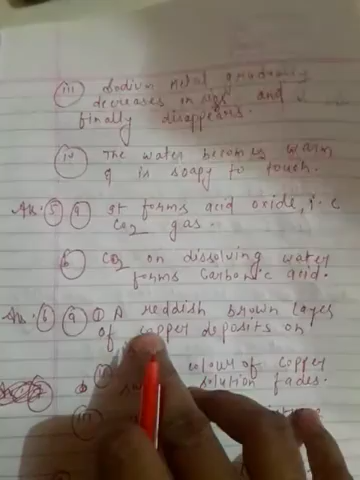 iii Sodium metal gradually
decreases in size and
finally disappears.
iv The water becomes warm
& is soapy to touch.
Ans. 5 a It forms acid oxide, i.e
CO2 gas.
b CO2 on dissolving water
forms Carbonic acid.
Ans. 6 a i A reddish brown layer
of copper deposits on
colour of copper
solution fades.
iii